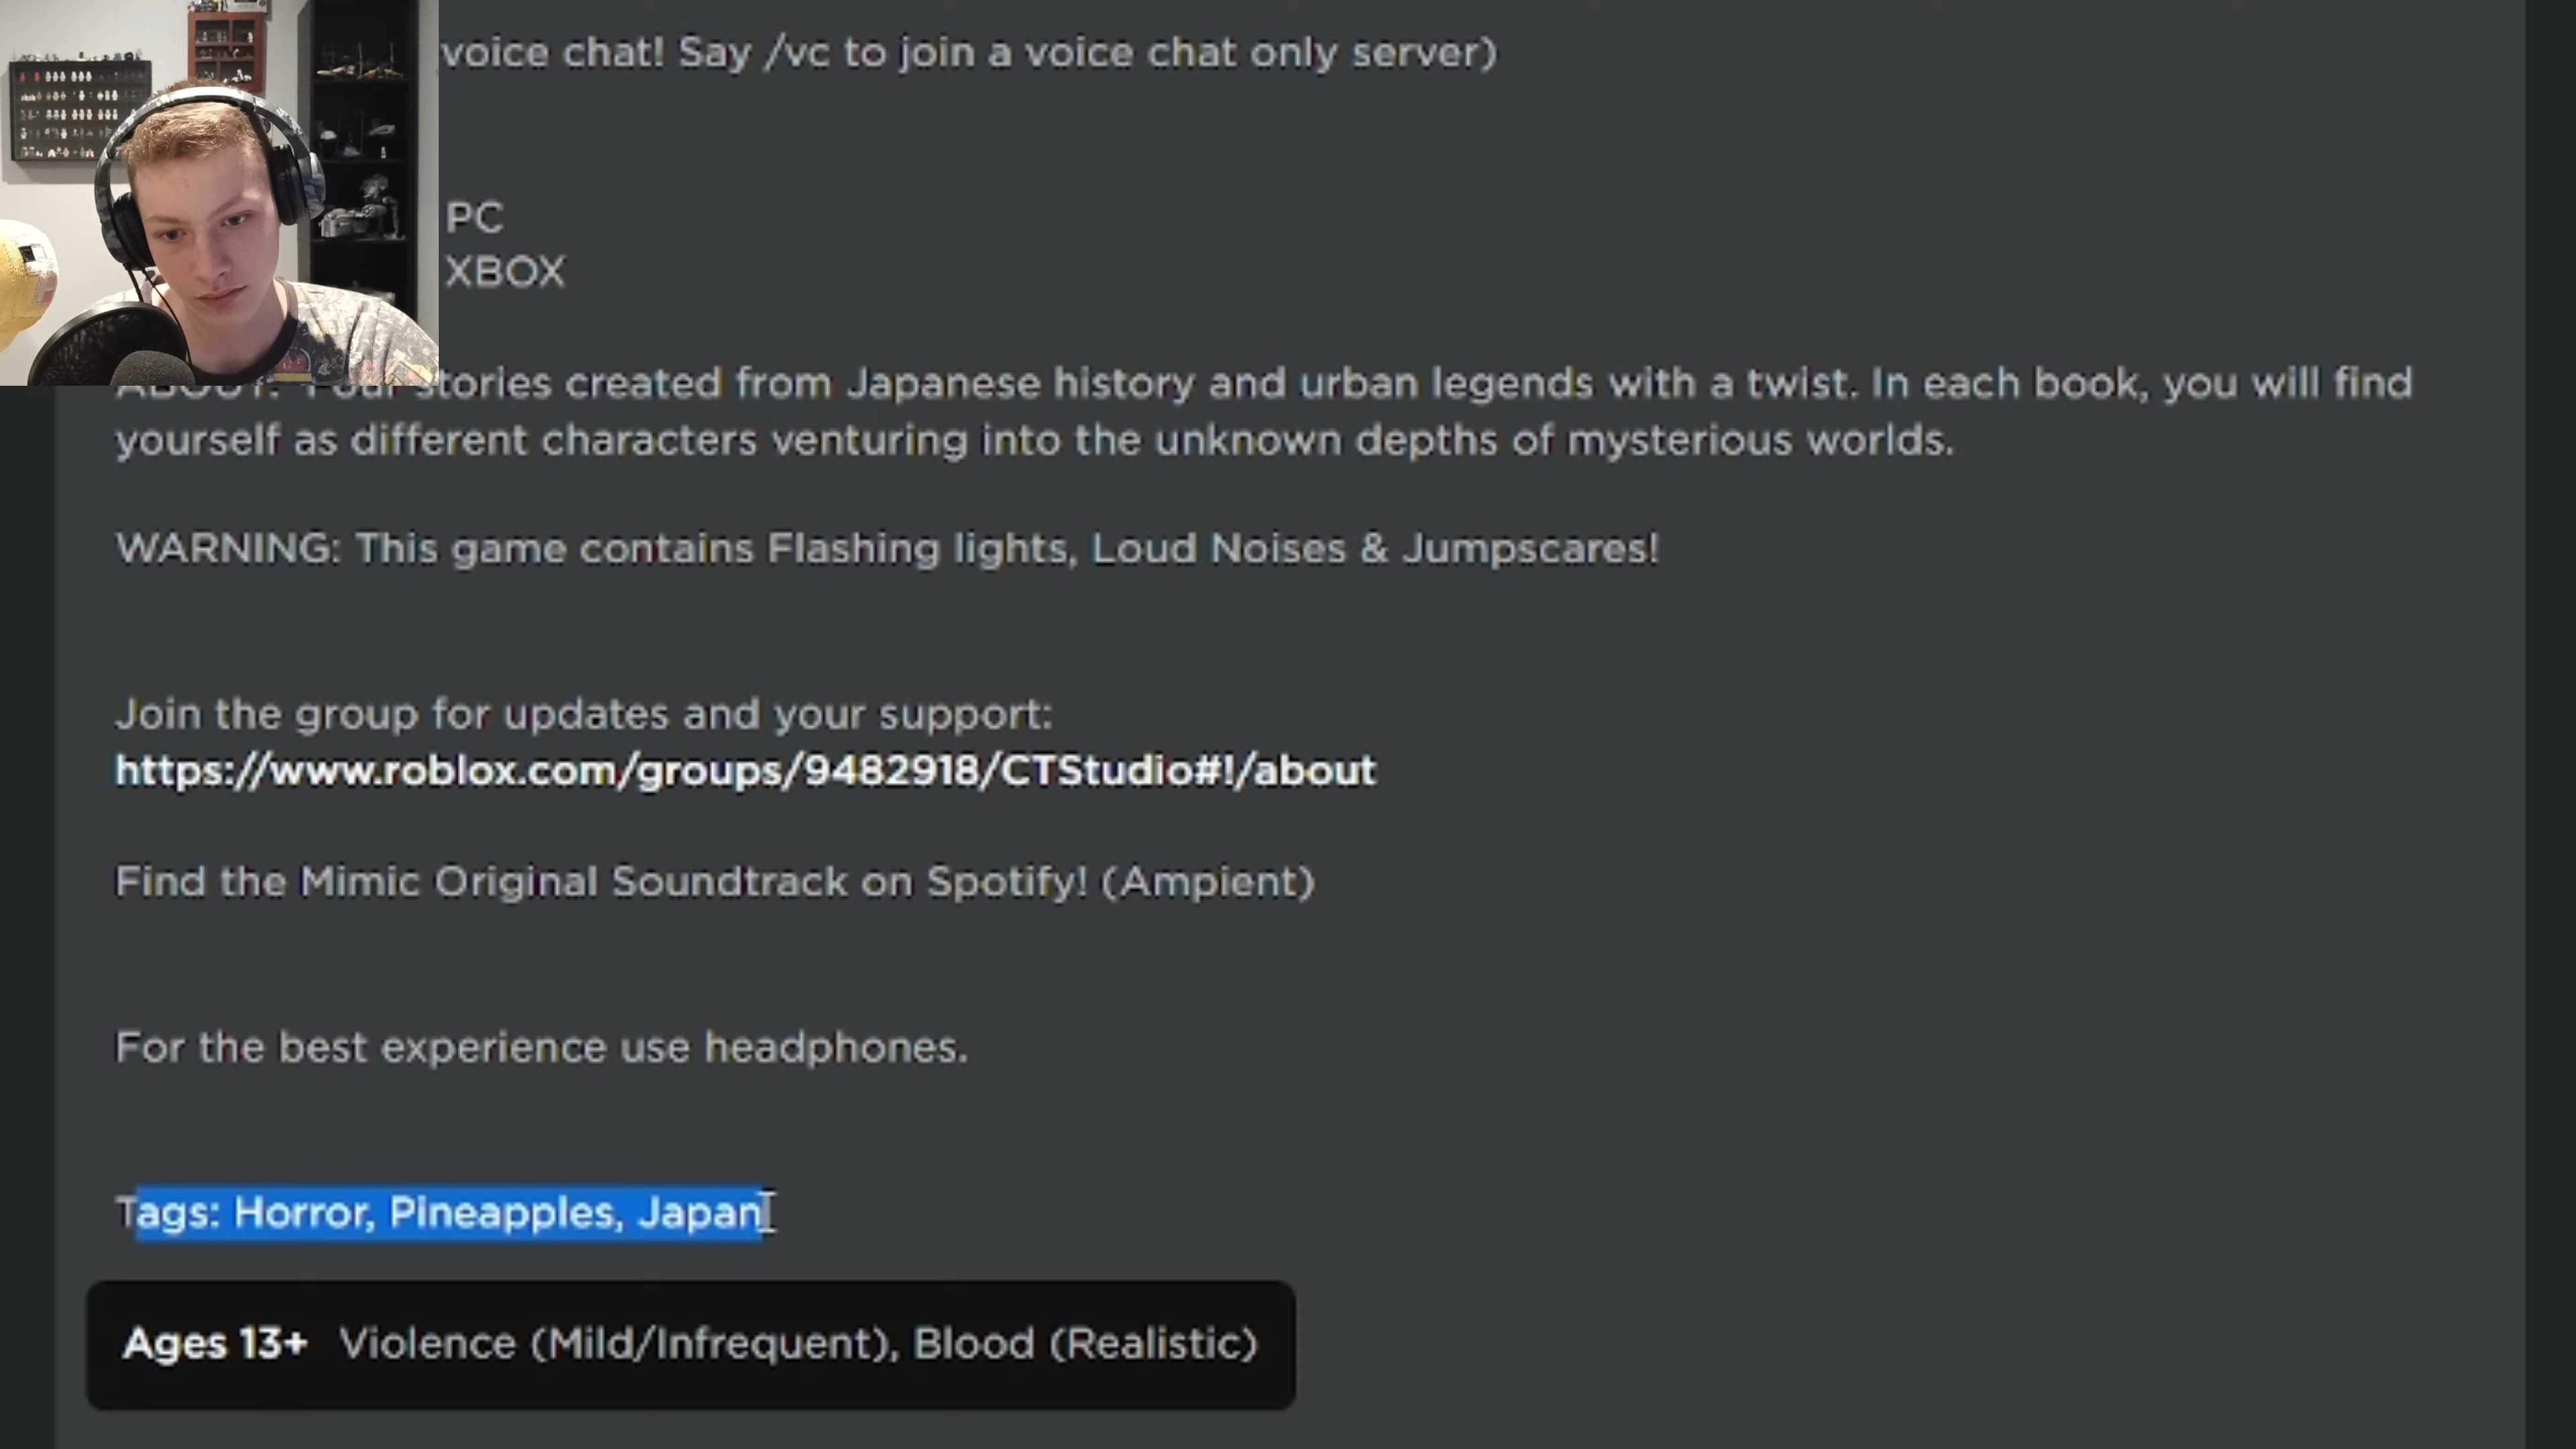 voice chat! Say /vc to join a voice chat only server)
PC
XBOX
ABOUT: Four stories created from Japanese history and urban legends with a twist. In each book, you will find
yourself as different characters venturing into the unknown depths of mysterious worlds.
WARNING: This game contains Flashing lights, Loud Noises & Jumpscares!
Join the group for updates and your support:
https://www.roblox.com/groups/9482918/CTStudio#!/about
Find the Mimic Original Soundtrack on Spotify! (Ampient)
For the best experience use headphones.
Tags: Horror, Pineapples, Japan
Ages 13+ Violence (Mild/Infrequent), Blood (Realistic)